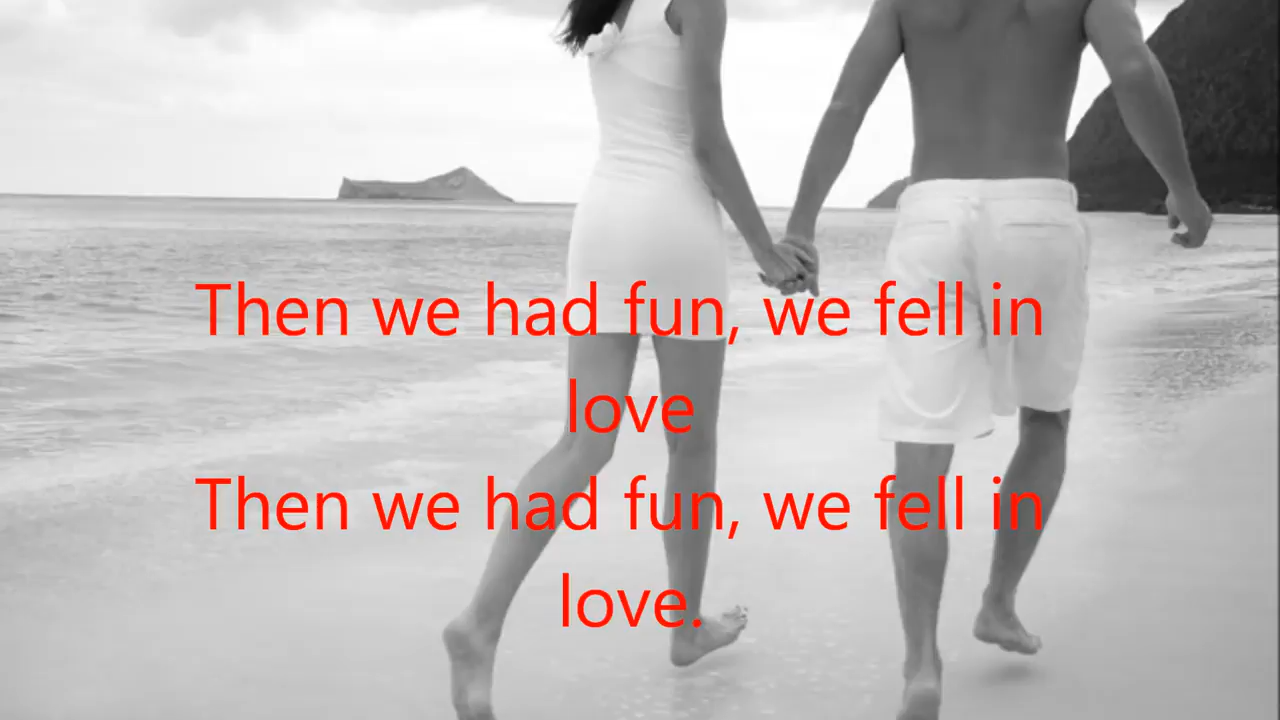 Then we had fun, we fell in
love
Then we had fun, we fell in
love.